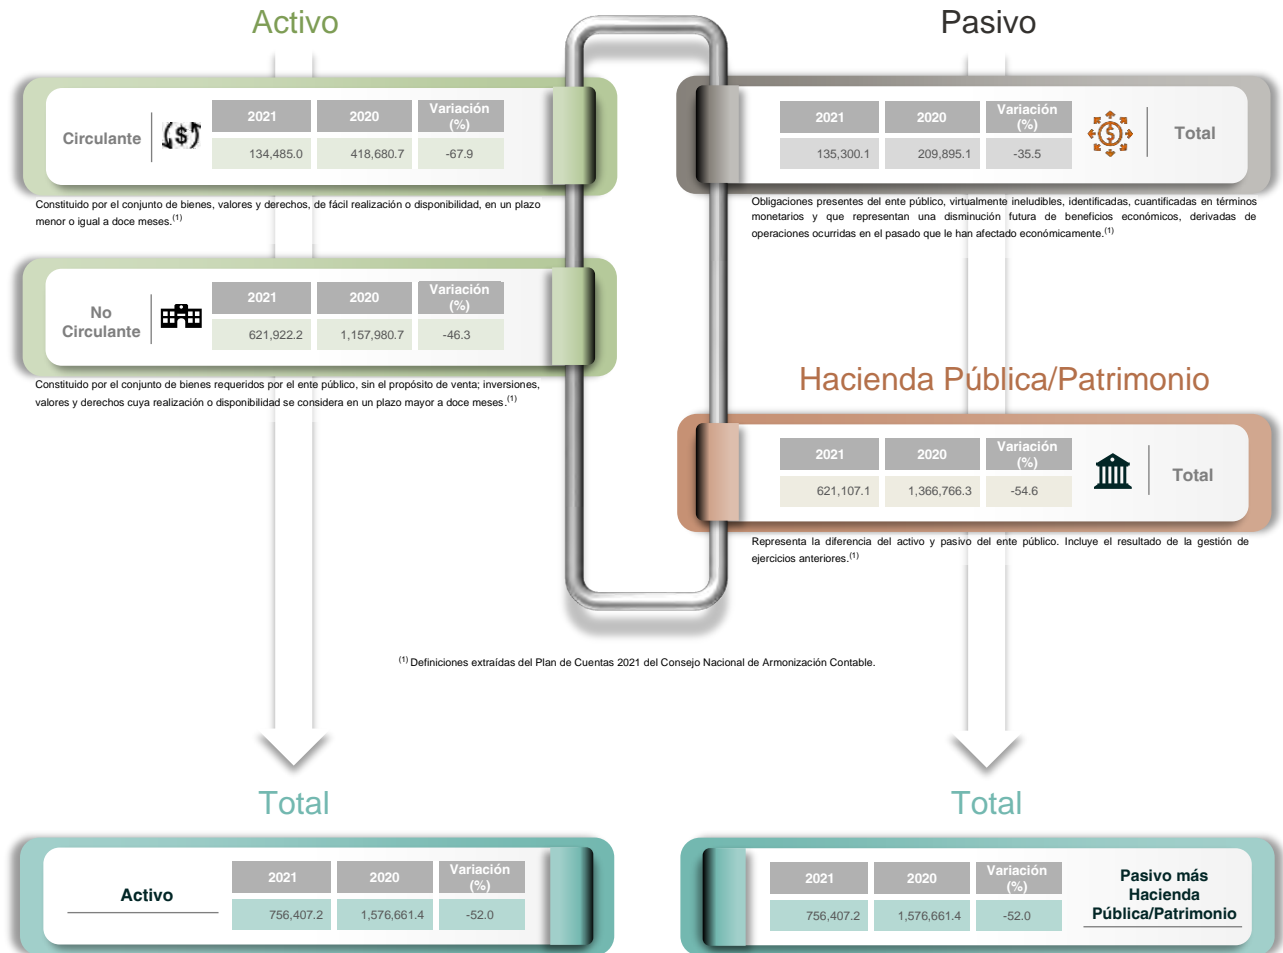 Activo
Circulante
2021 2020 Variación (%)
134,485.0 418,680.7 -67.9
Constituido por el conjunto de bienes, valores y derechos, de fácil realización o disponibilidad, en un plazo
menor o igual a doce meses.(1)
No
Circulante
2021 2020 Variación (%)
621,922.2 1,157,980.7 -46.3
Constituido por el conjunto de bienes requeridos por el ente público, sin el propósito de venta; inversiones,
valores y derechos cuya realización o disponibilidad se considera en un plazo mayor a doce meses.(1)
Pasivo
2021 2020 Variación (%)
135,300.1 209,895.1 -35.5
Total
Obligaciones presentes del ente público, virtualmente ineludibles, identificadas, cuantificadas en términos
monetarios y que representan una disminución futura de beneficios económicos, derivadas de
operaciones ocurridas en el pasado que le han afectado económicamente.(1)
Hacienda Pública/Patrimonio
2021 2020 Variación (%)
621,107.1 1,366,766.3 -54.6
Total
Representa la diferencia del activo y pasivo del ente público. Incluye el resultado de la gestión de
ejercicios anteriores.(1)
(1) Definiciones extraídas del Plan de Cuentas 2021 del Consejo Nacional de Armonización Contable.
Total
Activo
2021 2020 Variación (%)
756,407.2 1,576,661.4 -52.0
Total
2021 2020 Variación (%)
756,407.2 1,576,661.4 -52.0
Pasivo más
Hacienda
Pública/Patrimonio